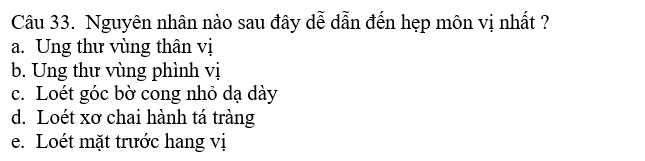 Câu 33.  Nguyên nhân nào sau đây dễ dẫn đến hẹp môn vị nhất ?
a.  Ung thư vùng thân vị
b. Ung thư vùng phình vị
c.  Loét góc bờ cong nhỏ dạ dày
d.  Loét xơ chai hành tá tràng
e.  Loét mặt trước hang vị